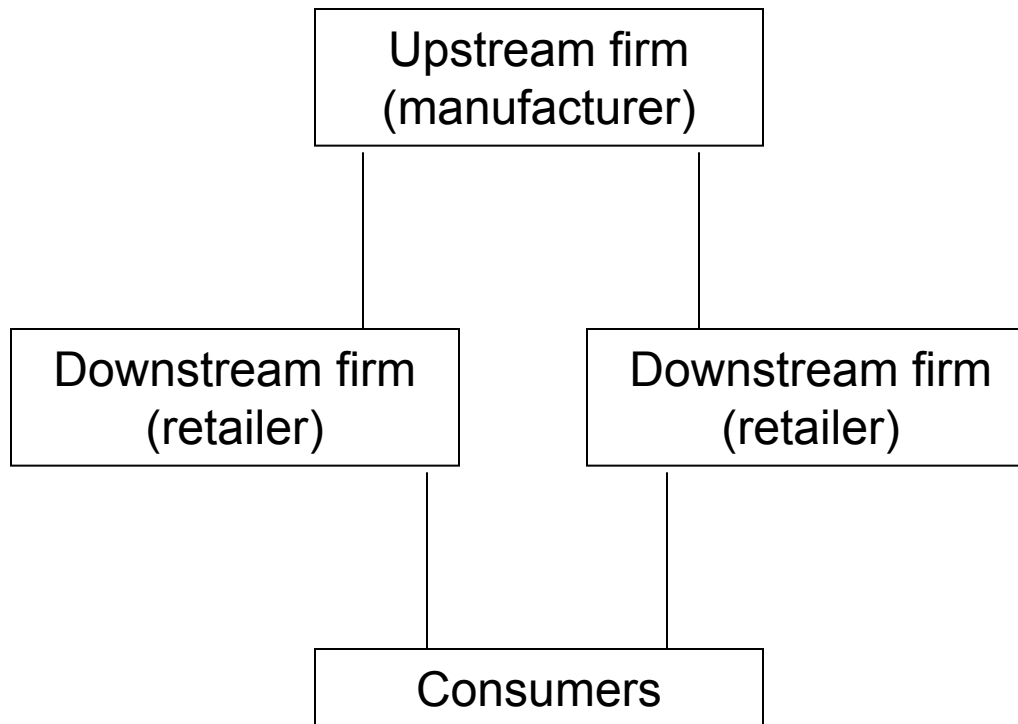 Upstream firm
(manufacturer)
Downstream firm
(retailer)
Downstream firm
(retailer)
Consumers